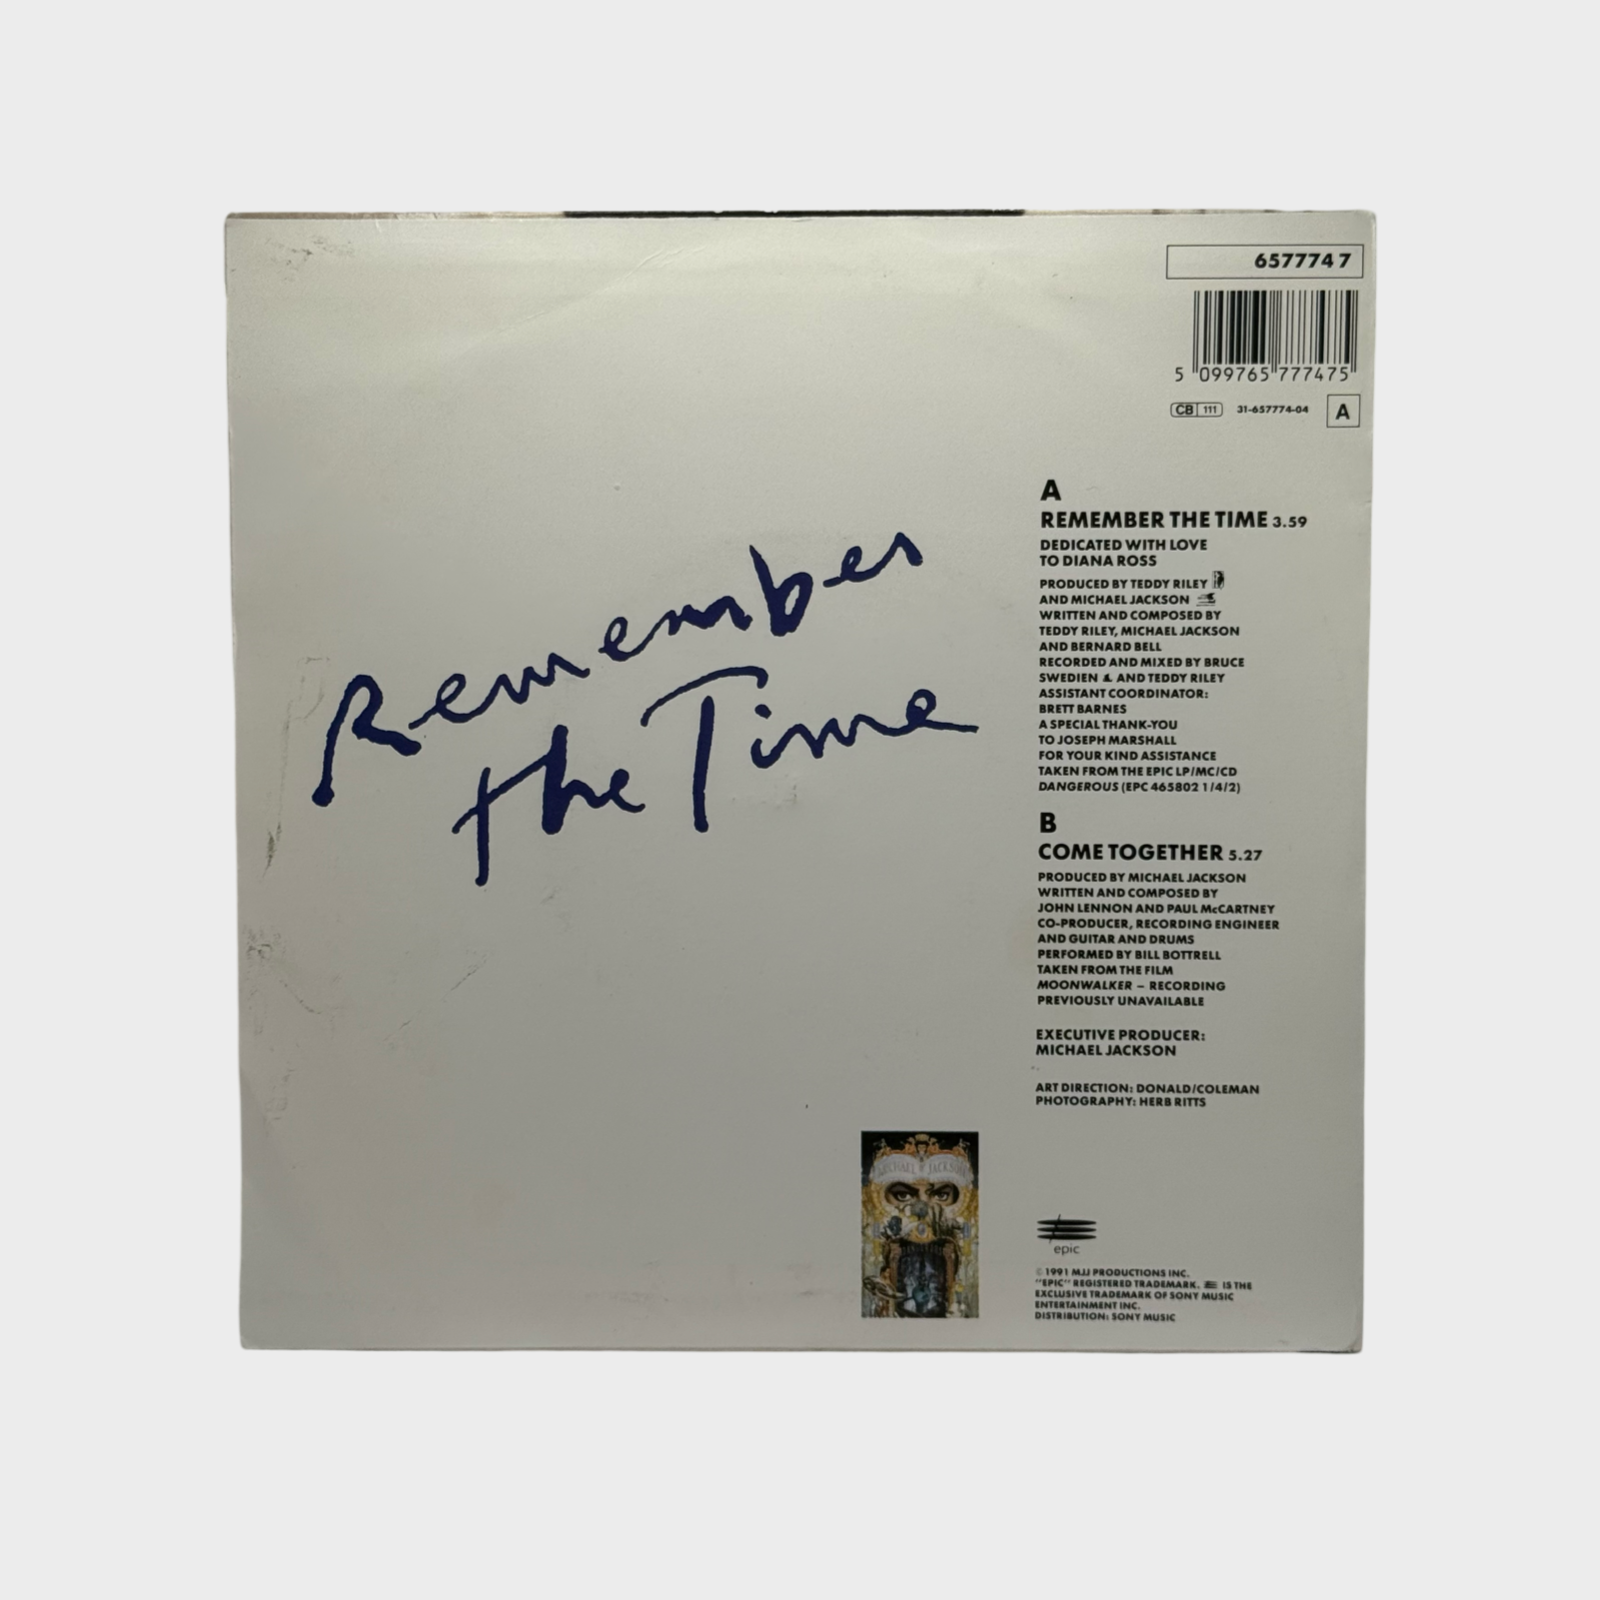 657774 7
5 099765 777475
CB 111 31-657774-04 A
Remember
the Time
A
REMEMBER THE TIME 3.59
DEDICATED WITH LOVE
TO DIANA ROSS
PRODUCED BY TEDDY RILEY
AND MICHAEL JACKSON
WRITTEN AND COMPOSED BY
TEDDY RILEY, MICHAEL JACKSON
AND BERNARD BELL
RECORDED AND MIXED BY BRUCE
SWEDIEN & AND TEDDY RILEY
ASSISTANT COORDINATOR:
BRETT BARNES
A SPECIAL THANK-YOU
TO JOSEPH MARSHALL
FOR YOUR KIND ASSISTANCE
TAKEN FROM THE EPIC LP/MC/CD
DANGEROUS (EPC 465802 1/4/2)
B
COME TOGETHER 5.27
PRODUCED BY MICHAEL JACKSON
WRITTEN AND COMPOSED BY
JOHN LENNON AND PAUL McCARTNEY
CO-PRODUCER, RECORDING ENGINEER
AND GUITAR AND DRUMS
PERFORMED BY BILL BOTTRELL
TAKEN FROM THE FILM
MOONWALKER – RECORDING
PREVIOUSLY UNAVAILABLE
EXECUTIVE PRODUCER:
MICHAEL JACKSON
ART DIRECTION: DONALD/COLEMAN
PHOTOGRAPHY: HERB RITTS
MICHAEL JACKSON
epic
© 1991 MJJ PRODUCTIONS INC.
"EPIC" REGISTERED TRADEMARK. IS THE
EXCLUSIVE TRADEMARK OF SONY MUSIC
ENTERTAINMENT INC.
DISTRIBUTION: SONY MUSIC